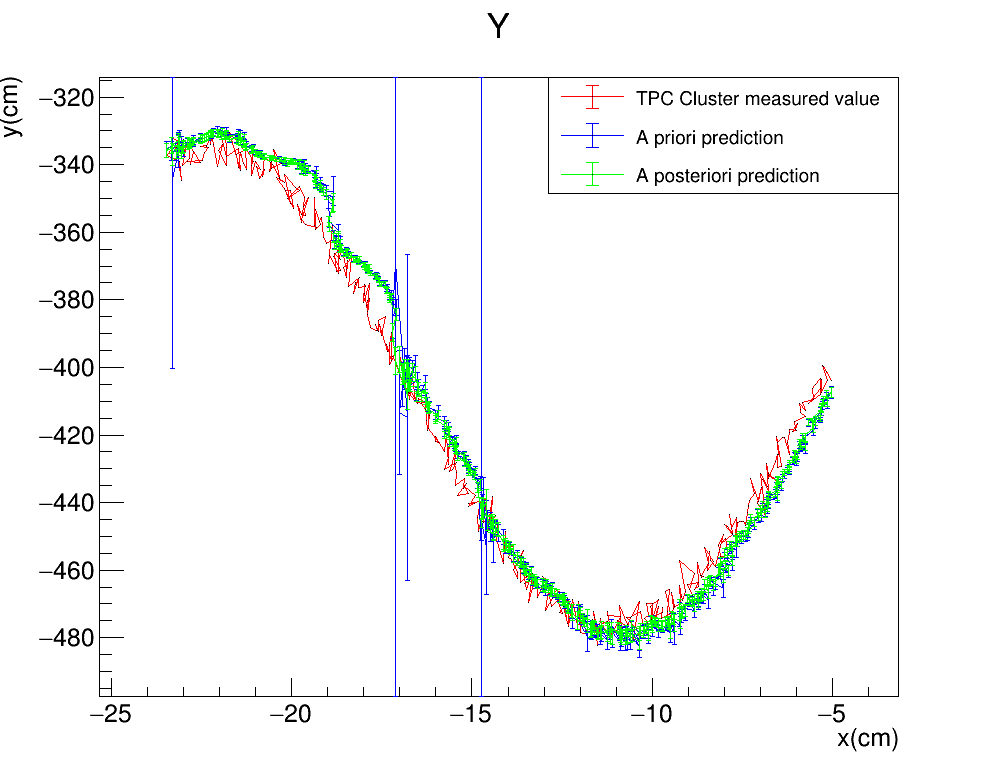 Y
y(cm)
TPC Cluster measured value
A priori prediction
A posteriori prediction
−320
−340
−360
−380
−400
−420
−440
−460
−480
−25
−20
−15
−10
−5
x(cm)